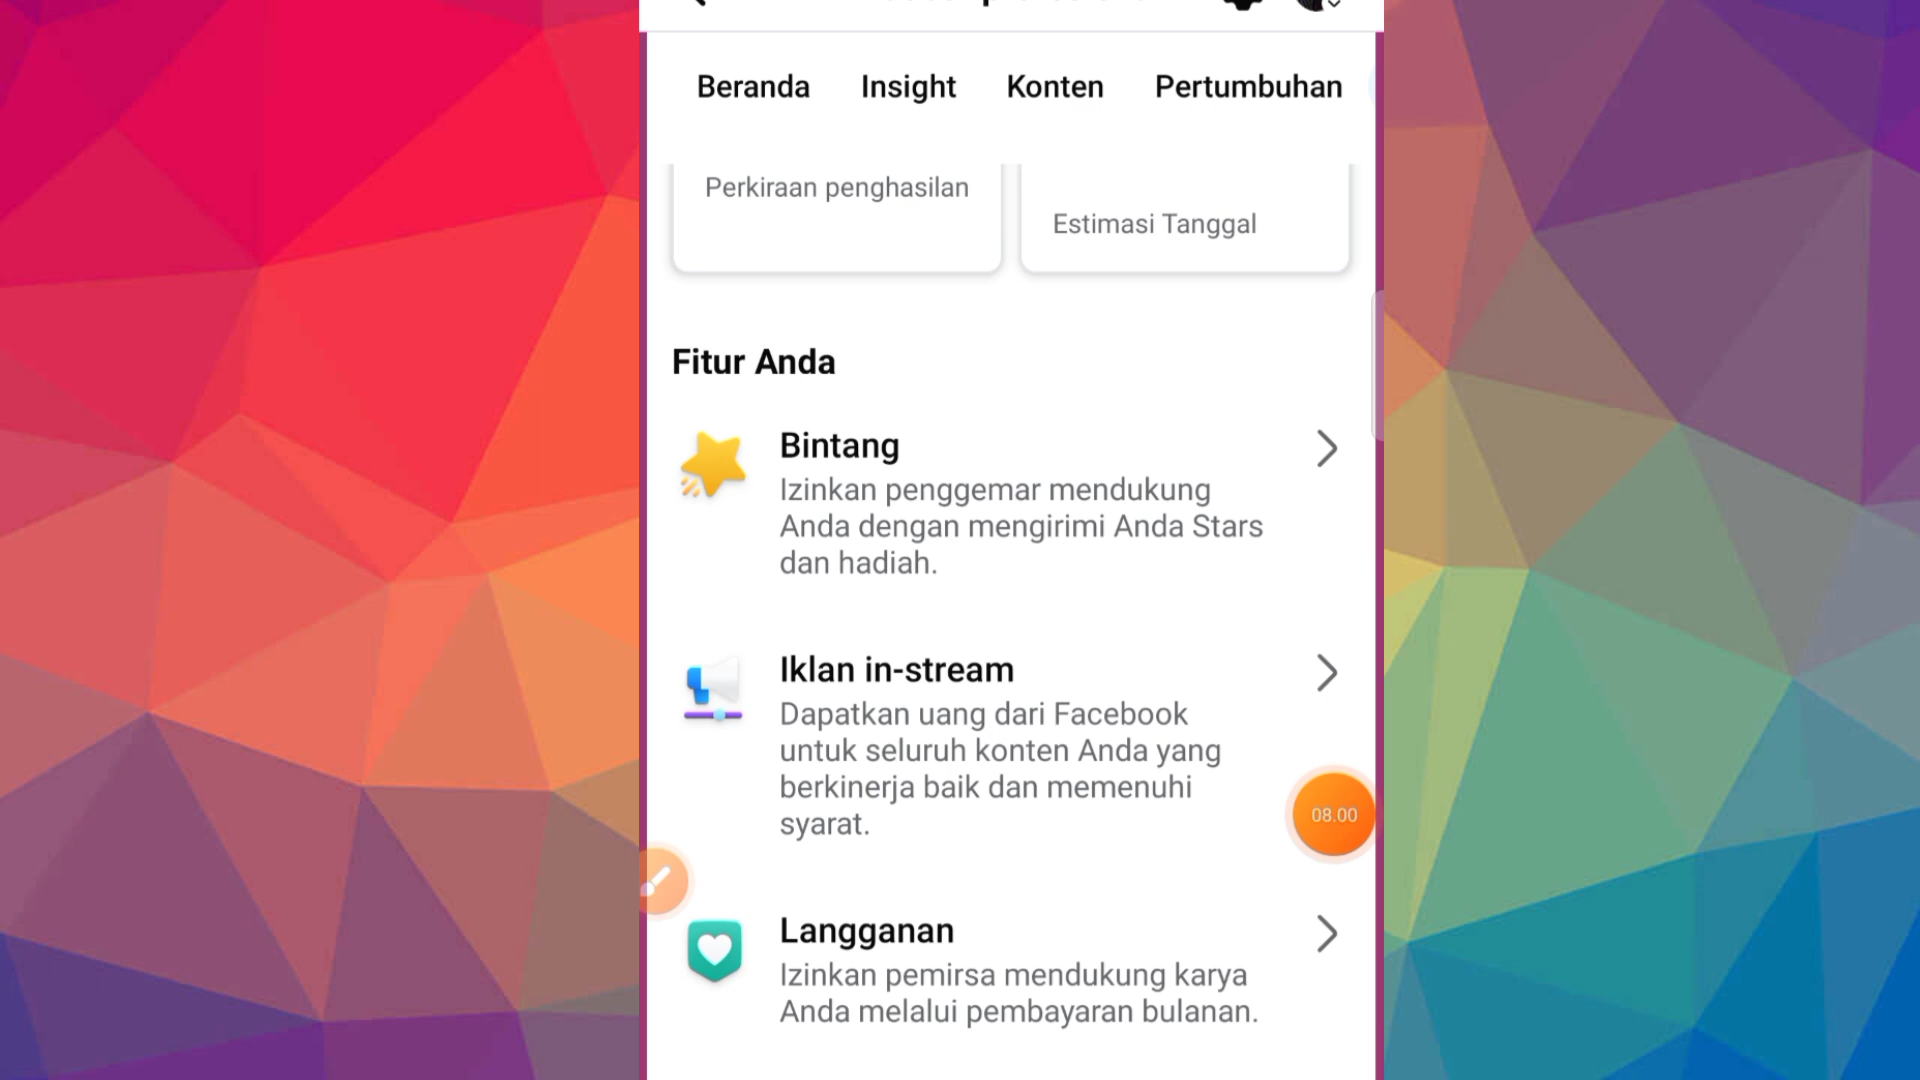 Beranda Insight Konten Pertumbuhan
Perkiraan penghasilan
Estimasi Tanggal
Fitur Anda
Bintang
Izinkan penggemar mendukung
Anda dengan mengirimi Anda Stars
dan hadiah.
Iklan in-stream
Dapatkan uang dari Facebook
untuk seluruh konten Anda yang
berkinerja baik dan memenuhi
syarat.
08.00
Langganan
Izinkan pemirsa mendukung karya
Anda melalui pembayaran bulanan.